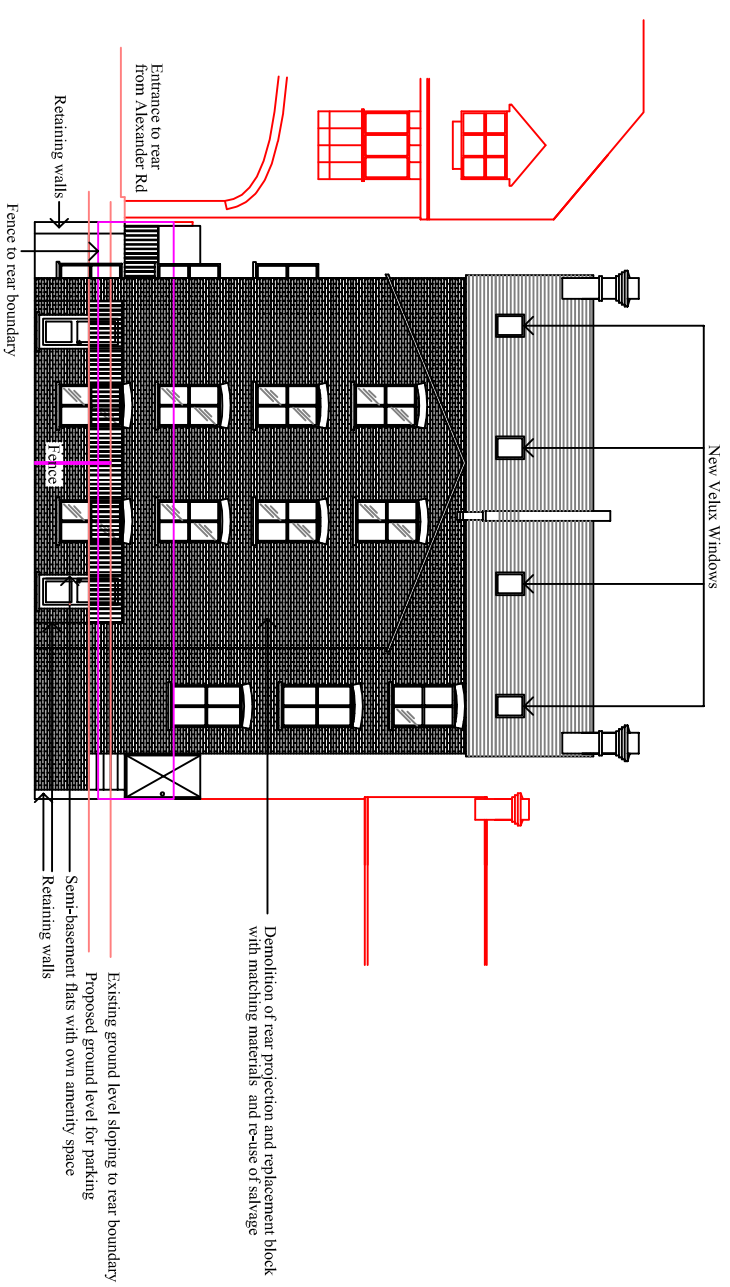 New Velux Windows
Entrance to rear
from Alexander Rd
Retaining walls
Fence to rear boundary
Fence
Demolition of rear projection and replacement block
with matching materials and re-use of salvage
Existing ground level sloping to rear boundary
Proposed ground level for parking
Semi-basement flats with own amenity space
Retaining walls